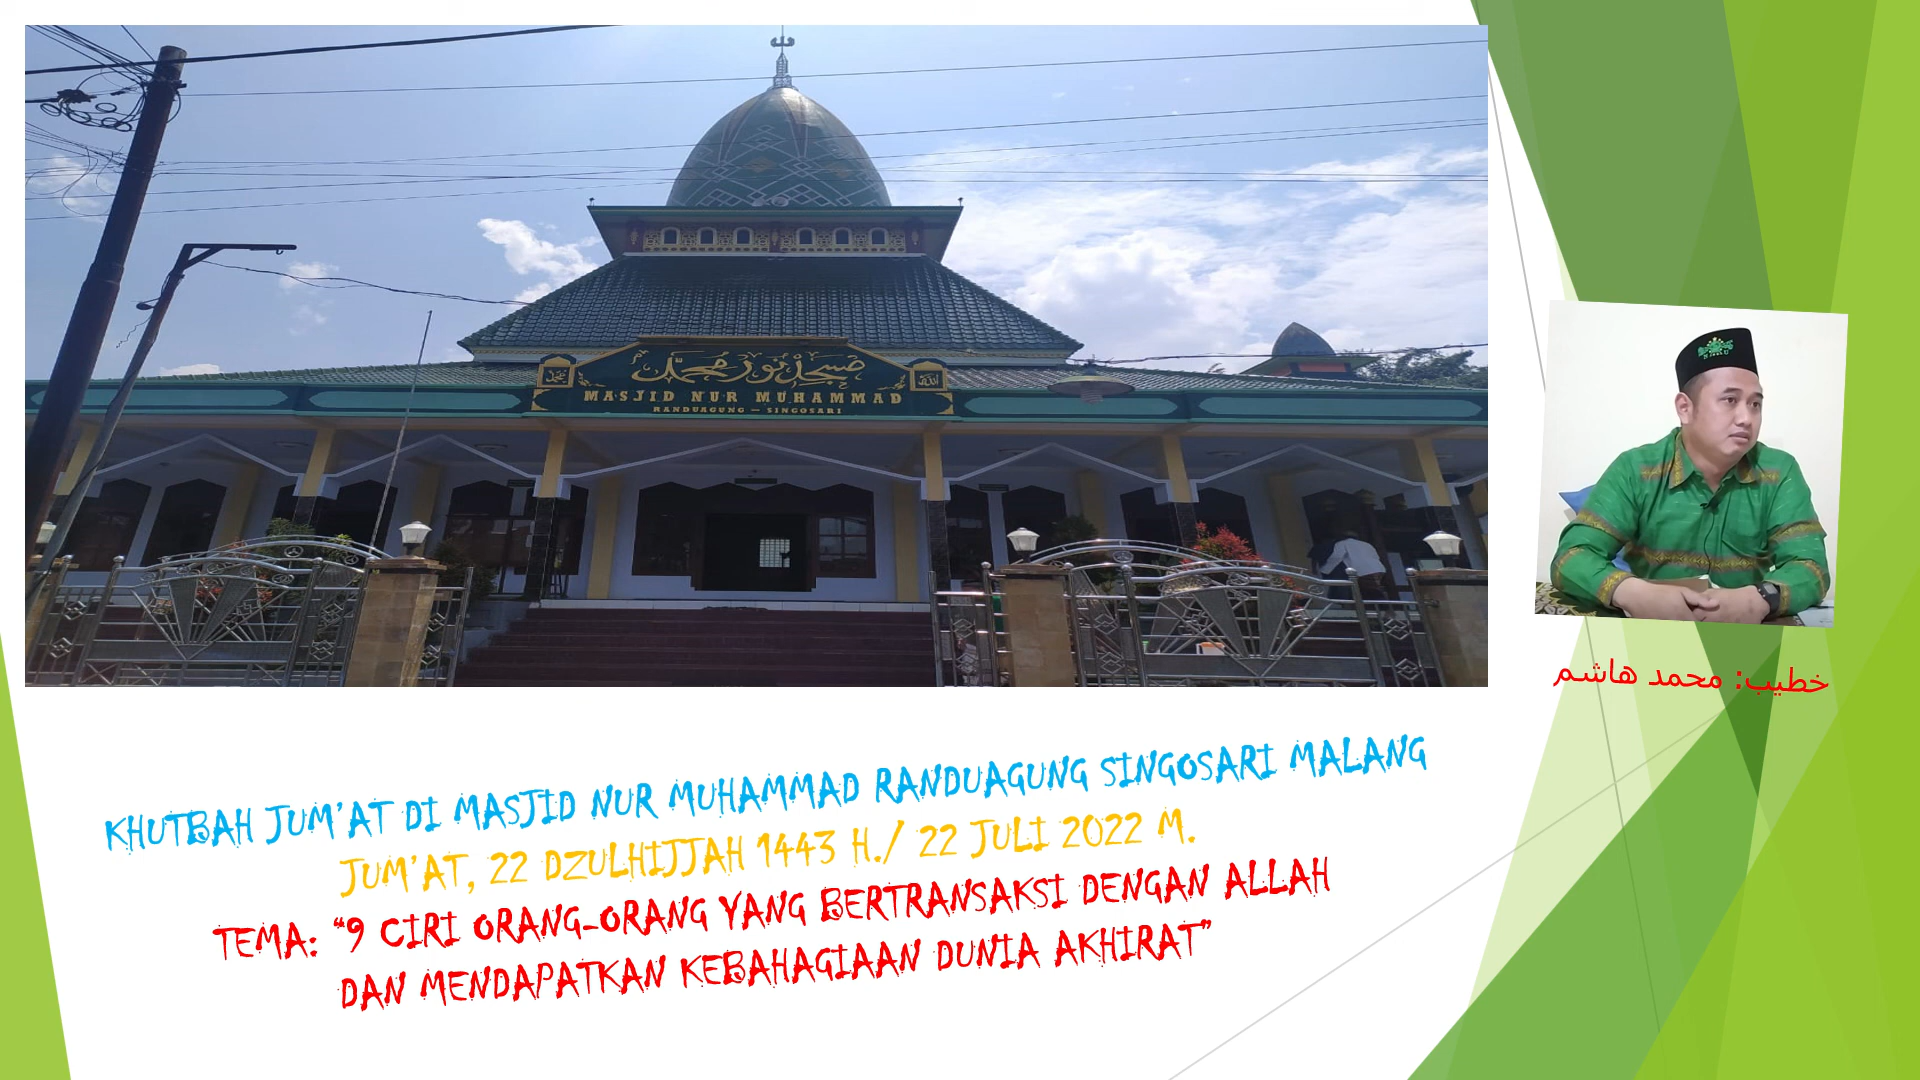 مسجد نور محمد
محمد
الله
MASJID NUR MUHAMMAD
RANDUAGUNG - SINGOSARI
خطيب: محمد هاشم
KHUTBAH JUM'AT DI MASJID NUR MUHAMMAD RANDUAGUNG SINGOSARI MALANG
JUM'AT, 22 DZULHIJJAH 1443 H./ 22 JULI 2022 M.
TEMA: "9 CIRI ORANG-ORANG YANG BERTRANSAKSI DENGAN ALLAH
DAN MENDAPATKAN KEBAHAGIAAN DUNIA AKHIRAT"